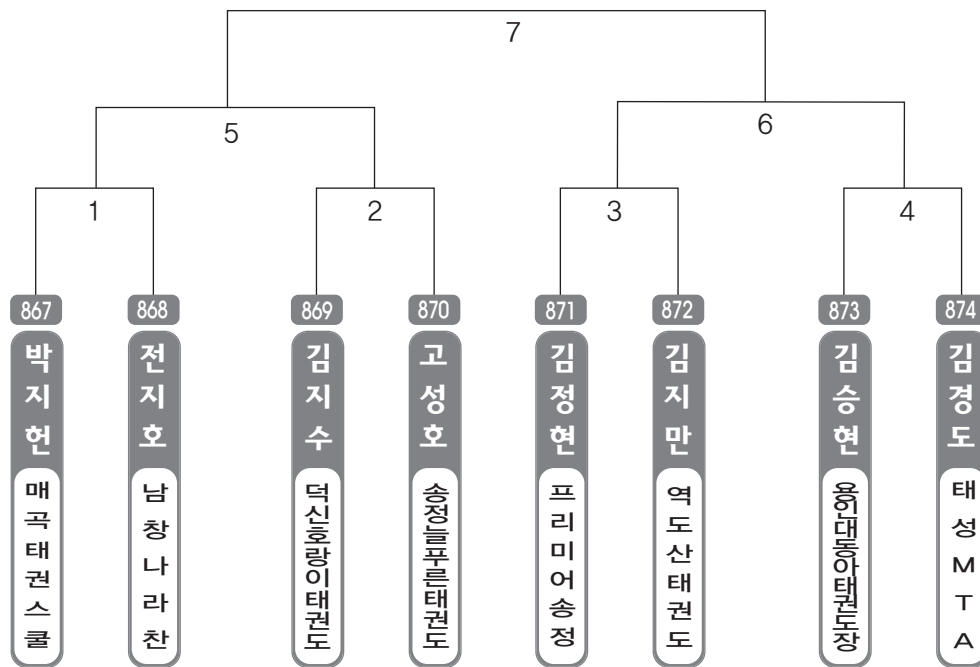 7
5
6
1
2
3
4
867
868
869
870
871
872
873
874
박지헌
전지호
김지수
고성호
김정현
김지만
김승현
김경도
매곡태권스쿨
남창나라찬
덕신호랑이태권도
송정늘푸른태권도
프리미어송정
역도산태권도
용인대동아태권도장
태성MTA